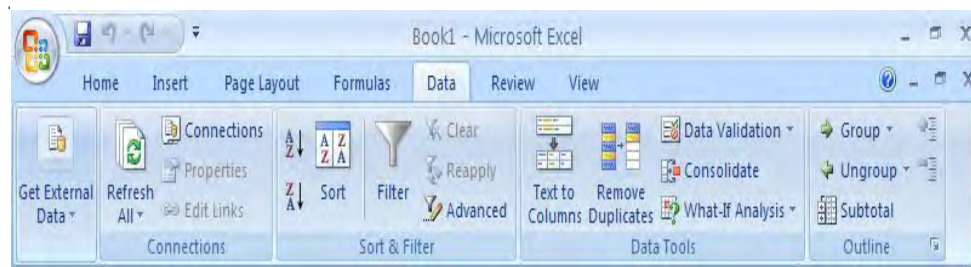 Book1 - Microsoft Excel
Home Insert Page Layout Formulas Data Review View
Get External Data
Refresh All
Connections
Properties
Edit Links
Connections
A Z
Z A
A Z Z A
Sort
Filter
Clear
Reapply
Advanced
Sort & Filter
Text to Columns
Remove Duplicates
Data Validation
Consolidate
What-If Analysis
Data Tools
Group
Ungroup
Subtotal
Outline